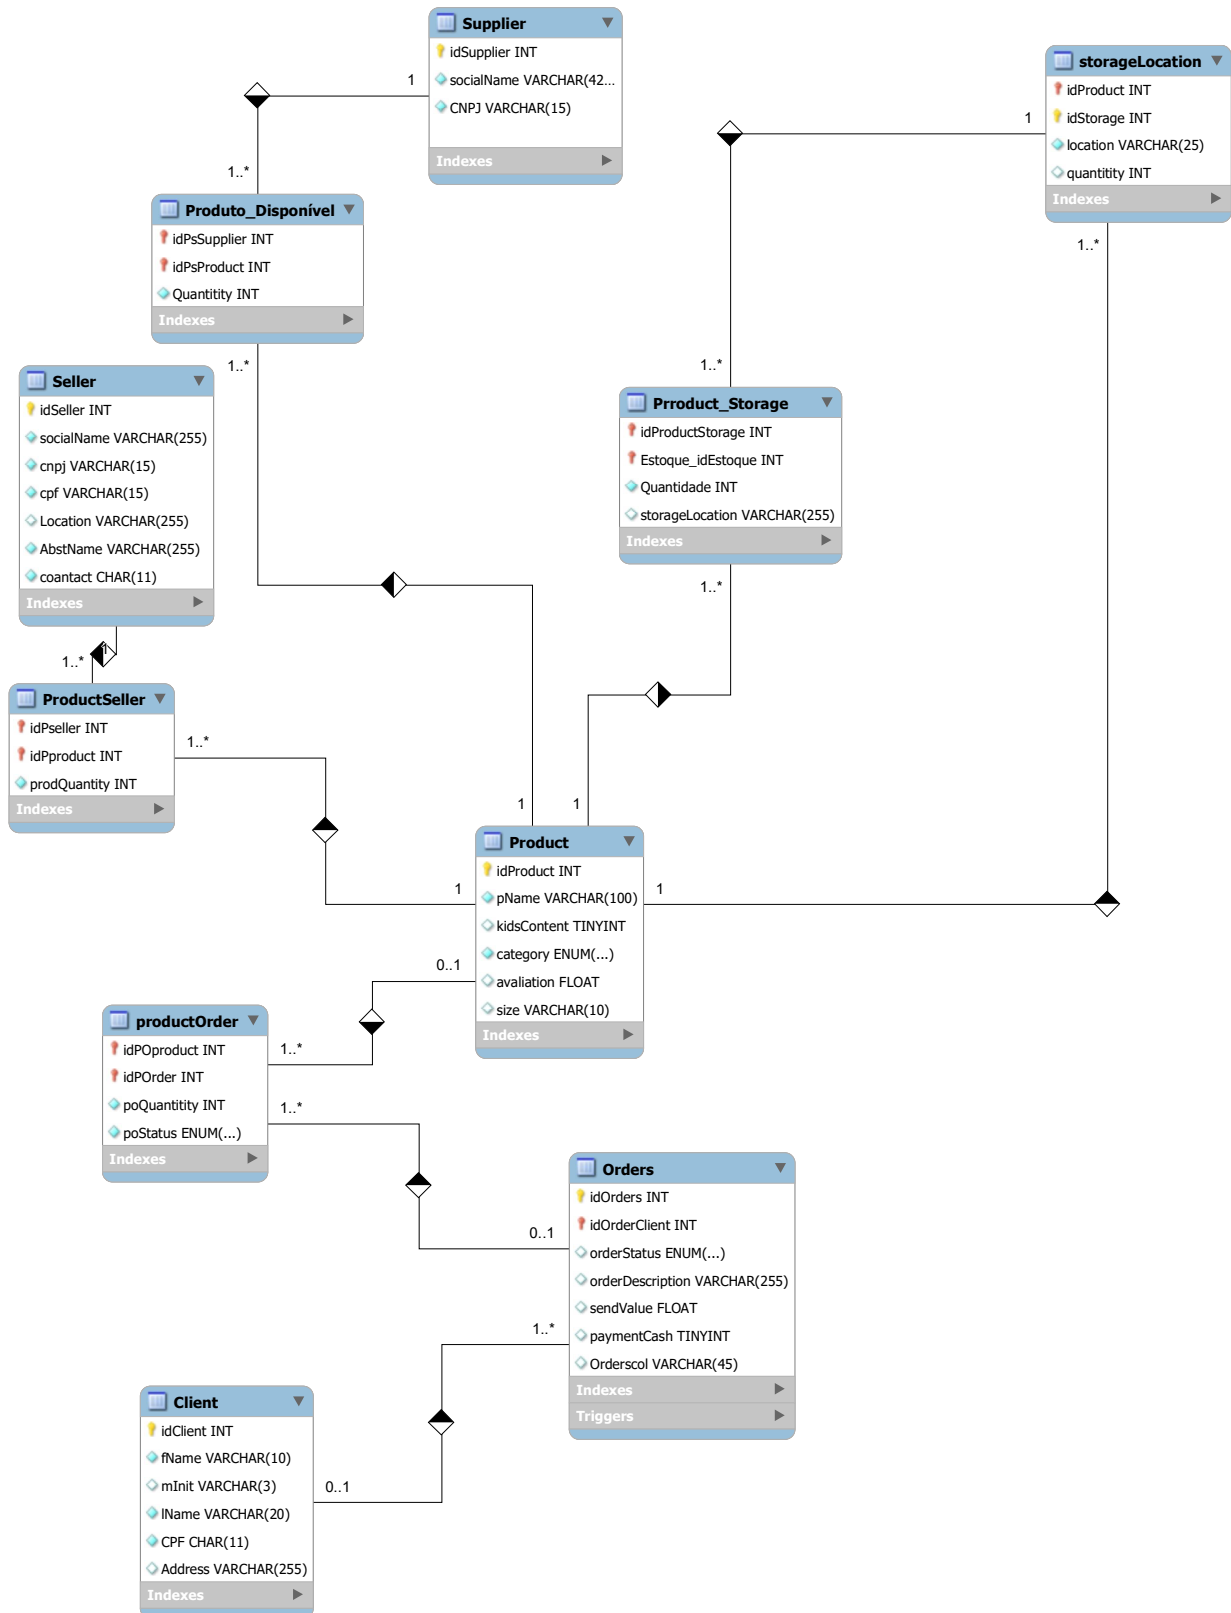 Supplier
idSupplier INT
socialName VARCHAR(42...
CNPJ VARCHAR(15)
Indexes
1
1..*
storageLocation
idProduct INT
idStorage INT
location VARCHAR(25)
quantitity INT
Indexes
1
1..*
Produto_Disponível
idPsSupplier INT
idPsProduct INT
Quantitity INT
Indexes
1..*
1..*
Seller
idSeller INT
socialName VARCHAR(255)
cnpj VARCHAR(15)
cpf VARCHAR(15)
Location VARCHAR(255)
AbstName VARCHAR(255)
coantact CHAR(11)
Indexes
Prroduct_Storage
idProductStorage INT
Estoque_idEstoque INT
Quantidade INT
storageLocation VARCHAR(255)
Indexes
1..*
1..*
1
ProductSeller
idPseller INT
idPproduct INT
prodQuantity INT
Indexes
1..*
1
1
Product
idProduct INT
pName VARCHAR(100)
kidsContent TINYINT
category ENUM(...)
avaliation FLOAT
size VARCHAR(10)
Indexes
1
1
0..1
productOrder
idPOproduct INT
idPOrder INT
poQuantitity INT
poStatus ENUM(...)
Indexes
1..*
1..*
Orders
idOrders INT
idOrderClient INT
orderStatus ENUM(...)
orderDescription VARCHAR(255)
sendValue FLOAT
paymentCash TINYINT
Orderscol VARCHAR(45)
Indexes
Triggers
0..1
1..*
Client
idClient INT
fName VARCHAR(10)
mInit VARCHAR(3)
lName VARCHAR(20)
CPF CHAR(11)
Address VARCHAR(255)
Indexes
0..1